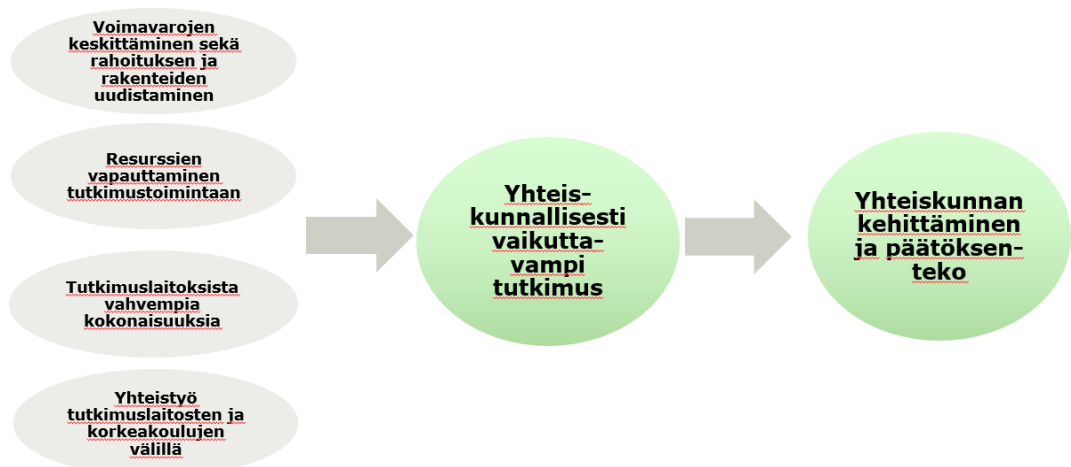 Voimavarojen
keskittäminen sekä
rahoituksen ja
rakenteiden
uudistaminen
Resurssien
vapauttaminen
tutkimustoimintaan
Tutkimuslaitoksista
vahvempia
kokonaisuuksia
Yhteistyö
tutkimuslaitosten ja
korkeakoulujen
välillä
Yhteis-
kunnallisesti
vaikutta-
vampi
tutkimus
Yhteiskunnan
kehittäminen
ja päätöksen-
teko